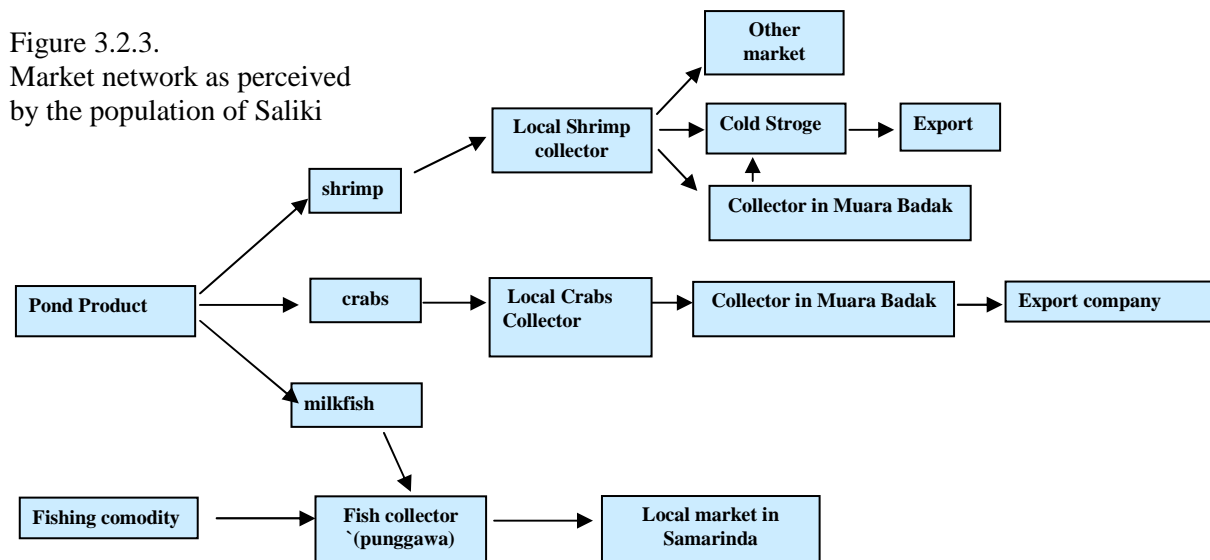 Figure 3.2.3.
Market network as perceived
by the population of Saliki
Other
market
Local Shrimp
collector
Cold Stroge
Export
shrimp
Collector in Muara Badak
Pond Product
crabs
Local Crabs
Collector
Collector in Muara Badak
Export company
milkfish
Fishing comodity
Fish collector
`(punggawa)
Local market in
Samarinda